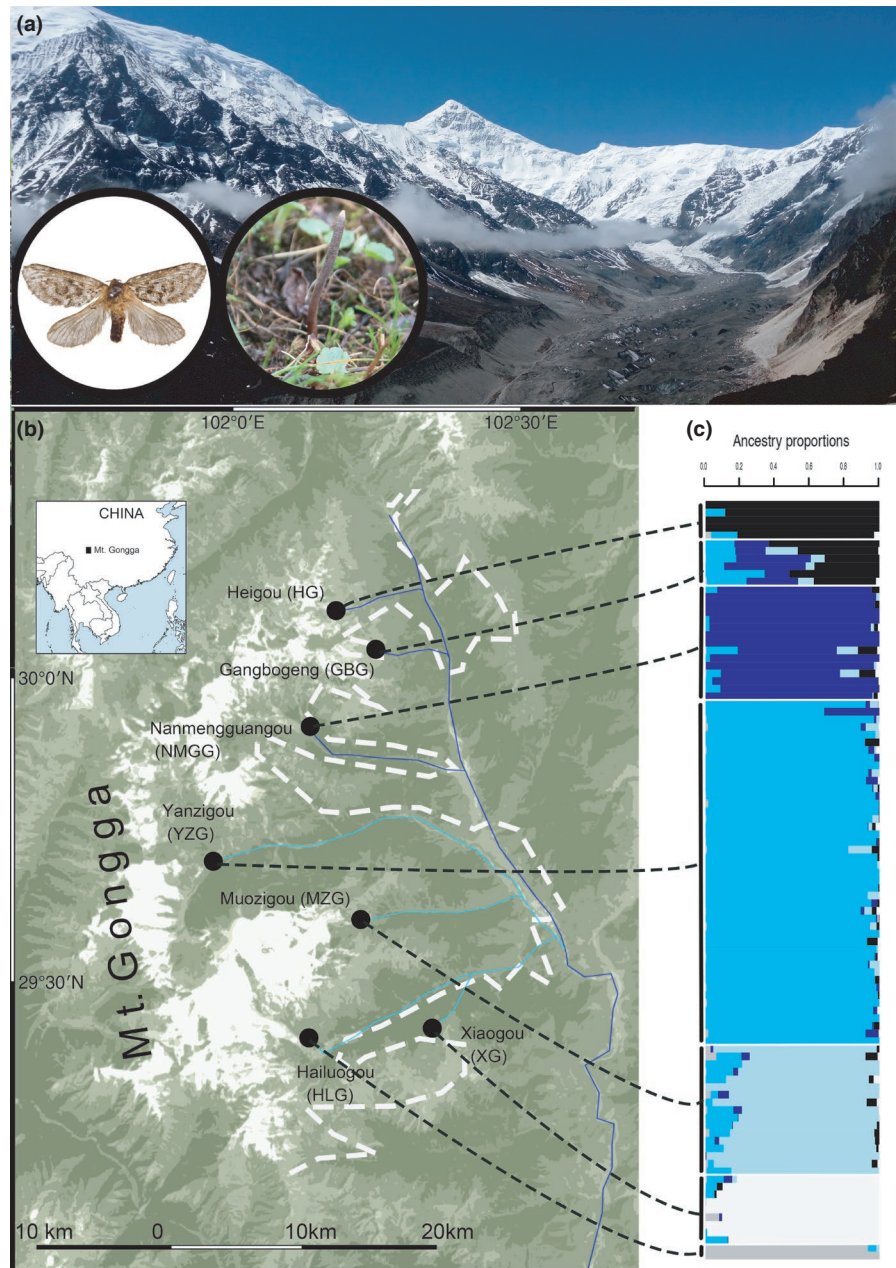 (a)
(b)
102°0′E
102°30′E
(c)
Ancestry proportions
0.0
0.2
0.4
0.6
0.8
1.0
CHINA
Mt. Gongga
Heigou (HG)
Gangbogeng (GBG)
30°0′N
Nanmengguangou
(NMGG)
Yanzigou
(YZG)
Muozigou (MZG)
Mt. Gongga
29°30′N
Xiaogou
(XG)
Hailuogou
(HLG)
10 km
0
10km
20km